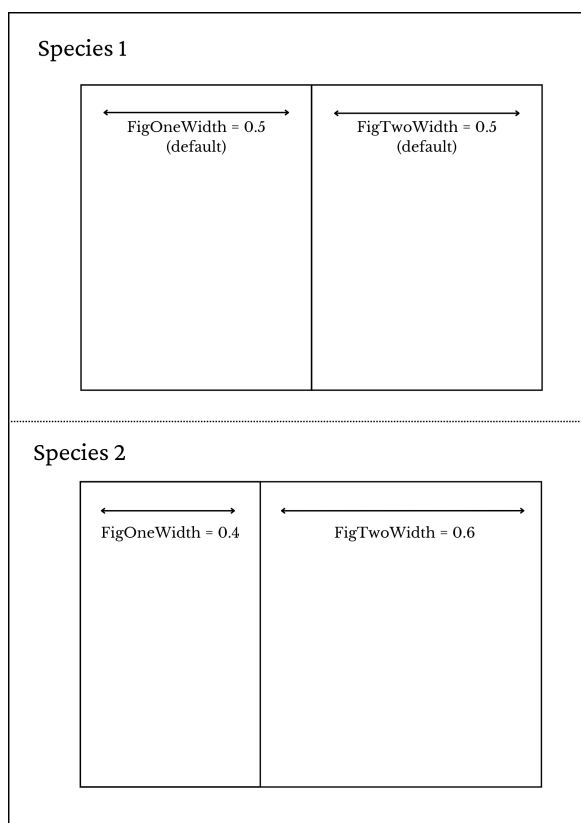 Species 1
FigOneWidth = 0.5
(default)
FigTwoWidth = 0.5
(default)
Species 2
FigOneWidth = 0.4
FigTwoWidth = 0.6